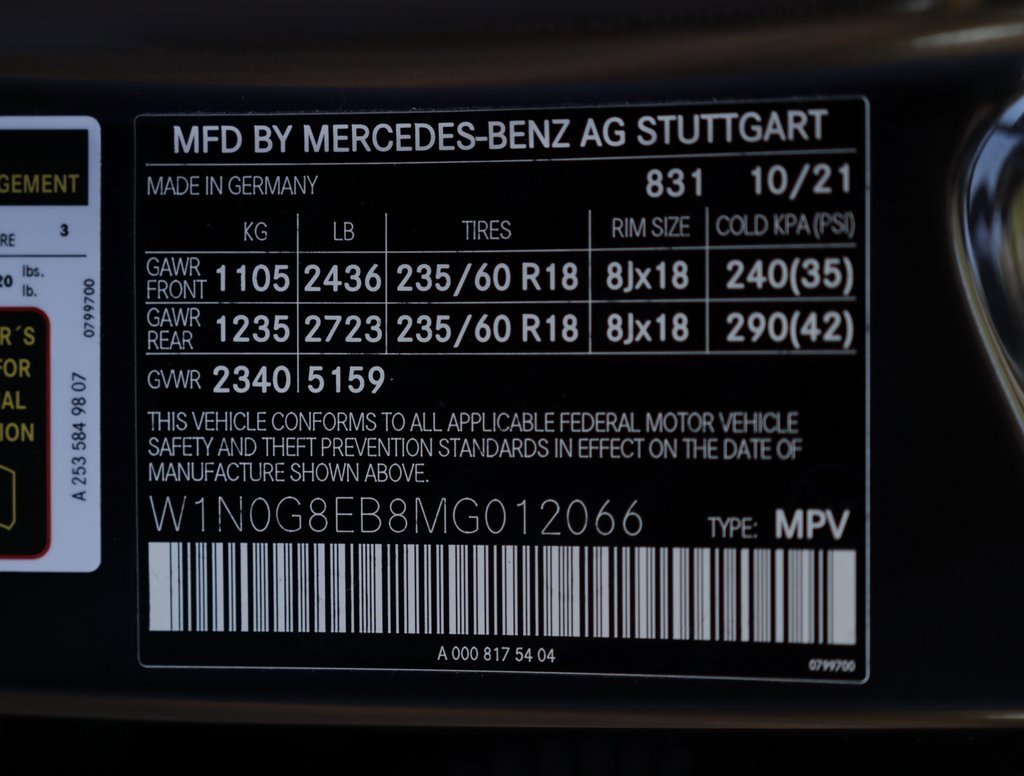 GEMENT
RE 3
20 lbs.
lb.
0799700
R´S
FOR
AL
ION
A 253 584 98 07
MFD BY MERCEDES-BENZ AG STUTTGART
MADE IN GERMANY 831 10/21
KG LB TIRES RIM SIZE COLD KPA (PSI)
GAWR FRONT 1105 2436 235/60 R18 8Jx18 240(35)
GAWR REAR 1235 2723 235/60 R18 8Jx18 290(42)
GVWR 2340 5159
THIS VEHICLE CONFORMS TO ALL APPLICABLE FEDERAL MOTOR VEHICLE
SAFETY AND THEFT PREVENTION STANDARDS IN EFFECT ON THE DATE OF
MANUFACTURE SHOWN ABOVE.
W1N0G8EB8MG012066 TYPE: MPV
A 000 817 54 04
0799700